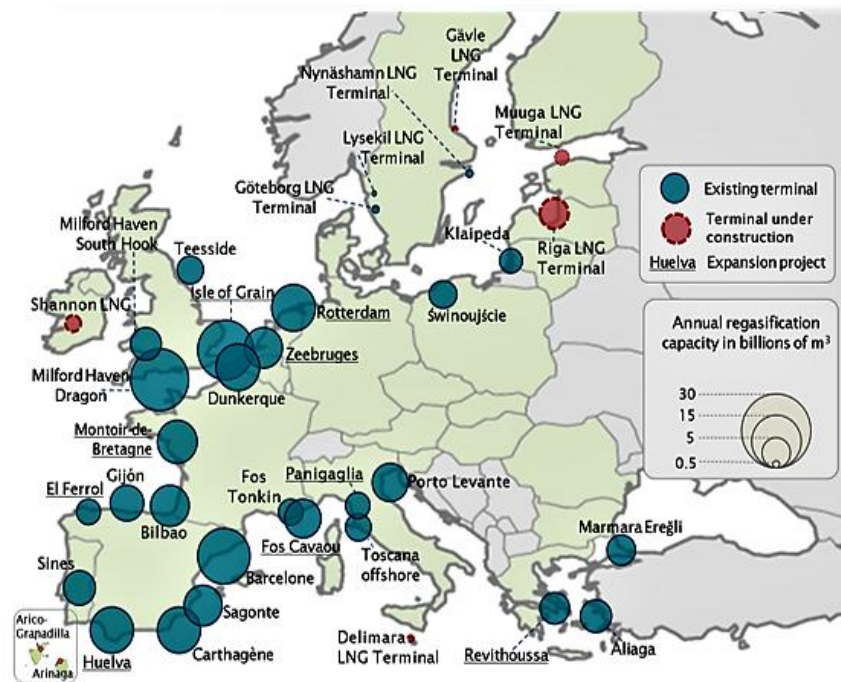 Gävle
LNG
Terminal
Nynäshamn LNG
Terminal
Muuga LNG
Terminal
Lysekil LNG
Terminal
Göteborg LNG
Terminal
Existing terminal
Terminal under
construction
Huelva Expansion project
Milford Haven
South Hook
Teesside
Klaipeda
Riga LNG
Terminal
Isle of Grain
Shannon LNG
Rotterdam
Świnoujście
Annual regasification
capacity in billions of m³
30
15
5
0.5
Zeebruges
Milford Haven
Dragon
Dunkerque
Montoir-de-
Bretagne
Gijón
El Ferrol
Bilbao
Fos
Tonkin
Panigaglia
Porto Levante
Fos Cavaou
Toscana
offshore
Marmara Ereğli
Sines
Barcelone
Sagonte
Arico-
Grapadilla
Arinaga
Huelva
Carthagène
Delimara
LNG Terminal
Revithoussa
Aliaga